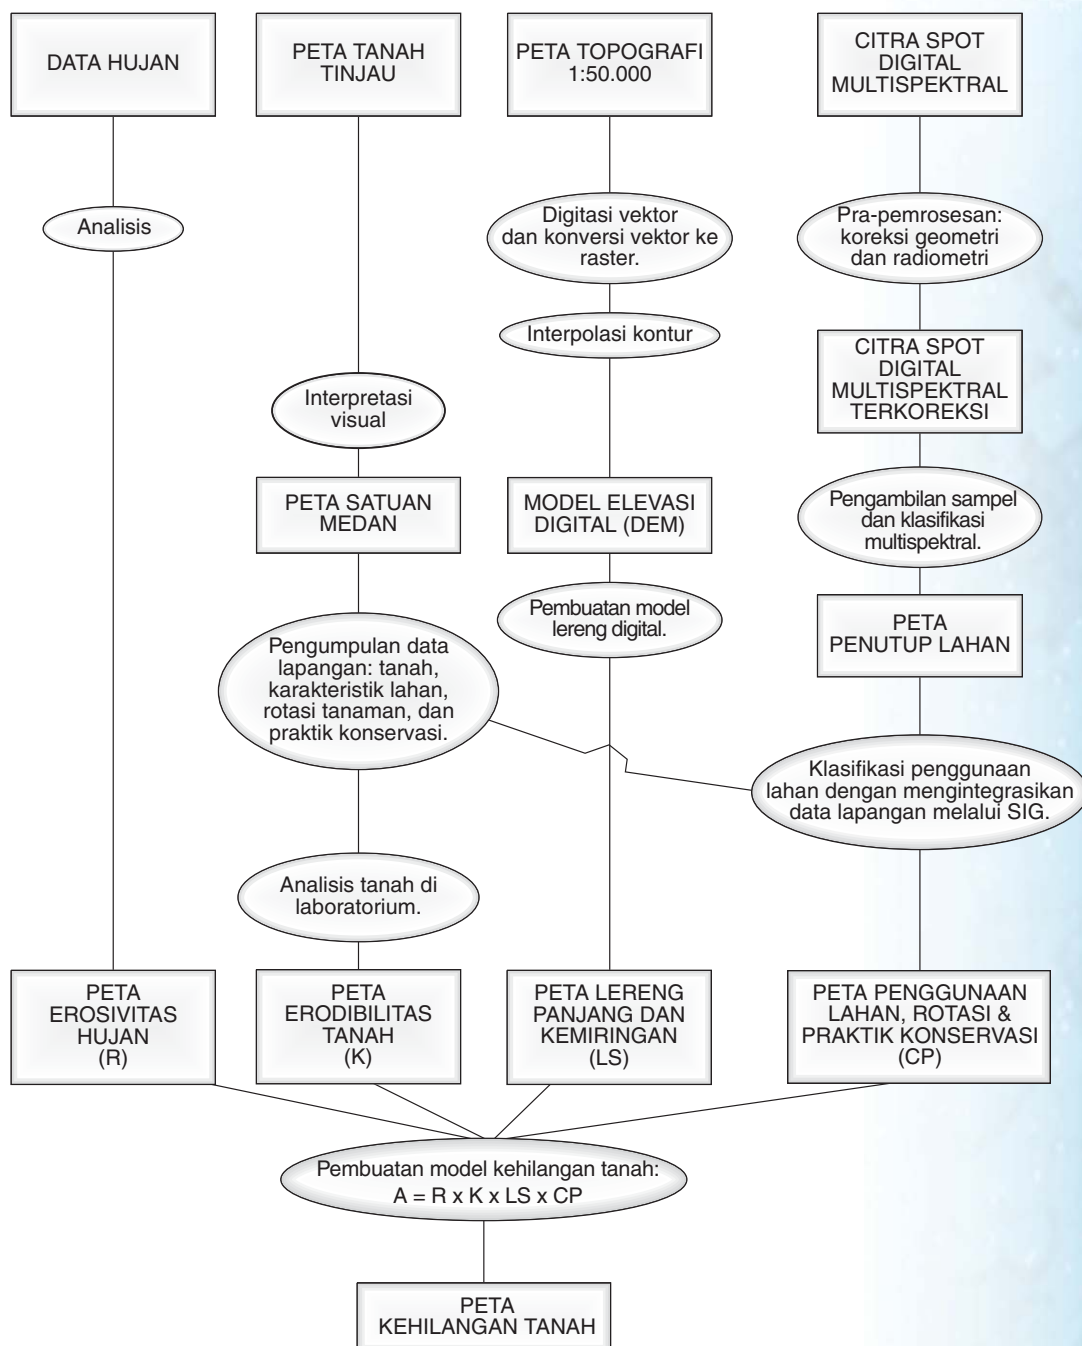 DATA HUJAN
PETA TANAH
TINJAU
PETA TOPOGRAFI
1:50.000
CITRA SPOT
DIGITAL
MULTISPEKTRAL
Analisis
Digitasi vektor
dan konversi vektor ke
raster.
Pra-pemrosesan:
koreksi geometri
dan radiometri
Interpolasi kontur
CITRA SPOT
DIGITAL
MULTISPEKTRAL
TERKOREKSI
Interpretasi
visual
PETA SATUAN
MEDAN
MODEL ELEVASI
DIGITAL (DEM)
Pengambilan sampel
dan klasifikasi
multispektral.
Pembuatan model
lereng digital.
PETA
PENUTUP LAHAN
Pengumpulan data
lapangan: tanah,
karakteristik lahan,
rotasi tanaman, dan
praktik konservasi.
Klasifikasi penggunaan
lahan dengan mengintegrasikan
data lapangan melalui SIG.
Analisis tanah di
laboratorium.
PETA
EROSIVITAS
HUJAN
(R)
PETA
ERODIBILITAS
TANAH
(K)
PETA LERENG
PANJANG DAN
KEMIRINGAN
(LS)
PETA PENGGUNAAN
LAHAN, ROTASI &
PRAKTIK KONSERVASI
(CP)
Pembuatan model kehilangan tanah:
A = R x K x LS x CP
PETA
KEHILANGAN TANAH